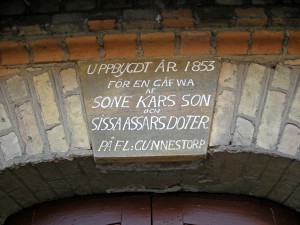 UPPBYGDT ÅR 1853
FÖR EN GÅFWA
AF
SONE KARS SON
OCH
SISSA ASSARS DOTER.
PÅ FL: GUNNESTORP